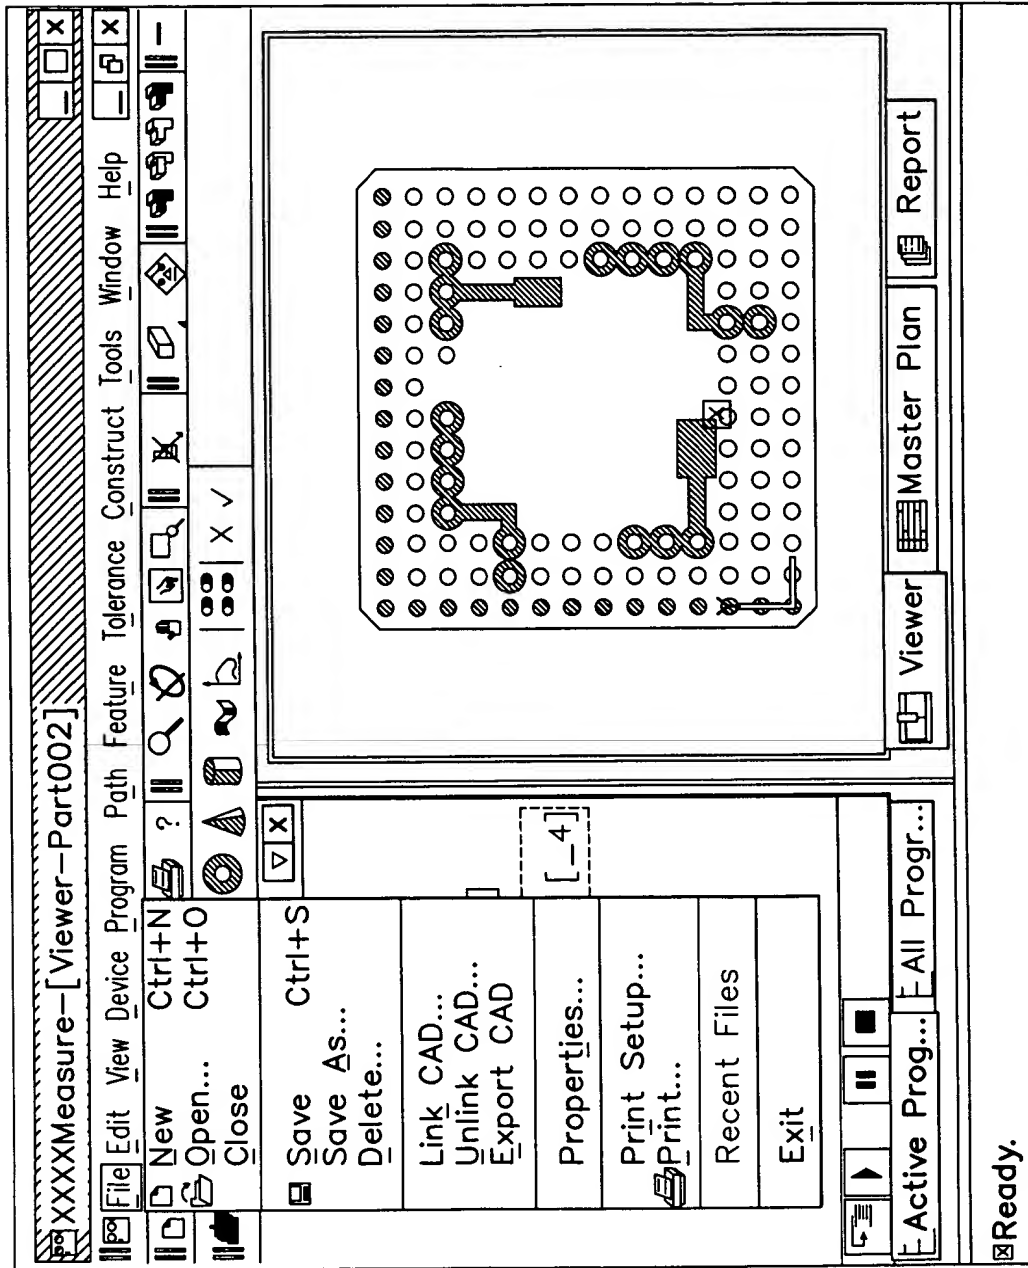 XXXXMeasure-[Viewer-Part002]
File Edit View Device Program Path Feature Tolerance Construct Tools Window Help
New Ctrl+N
Open... Ctrl+O
Close
Save Ctrl+S
Save As...
Delete...
Link CAD...
Unlink CAD...
Export CAD
Properties...
Print Setup...
Print...
Recent Files
Exit
[_4]
Active Prog... All Progr...
Viewer Master Plan Report
Ready.